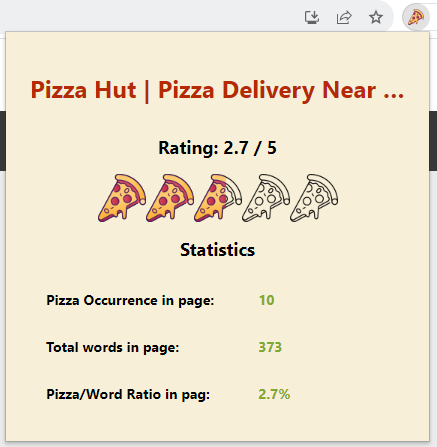 Pizza Hut | Pizza Delivery Near ...
Rating: 2.7 / 5
Statistics
Pizza Occurrence in page: 10
Total words in page: 373
Pizza/Word Ratio in pag: 2.7%